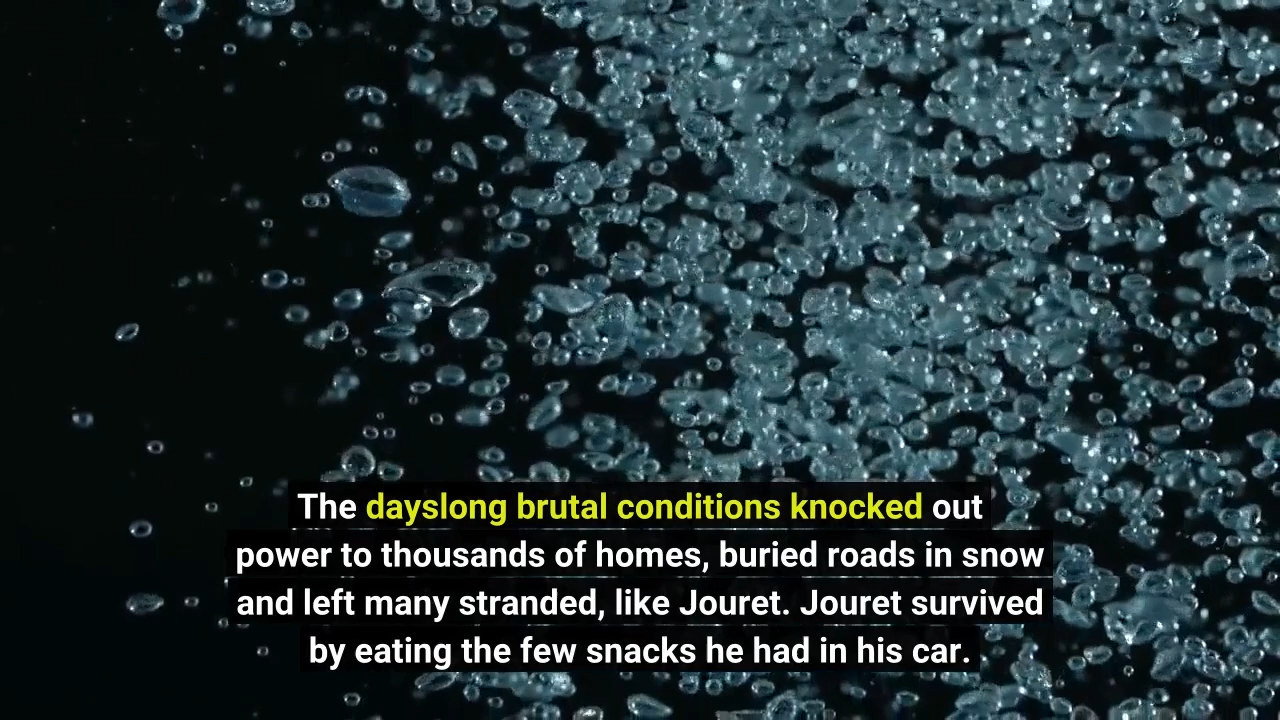 The dayslong brutal conditions knocked out
power to thousands of homes, buried roads in snow
and left many stranded, like Jouret. Jouret survived
by eating the few snacks he had in his car.